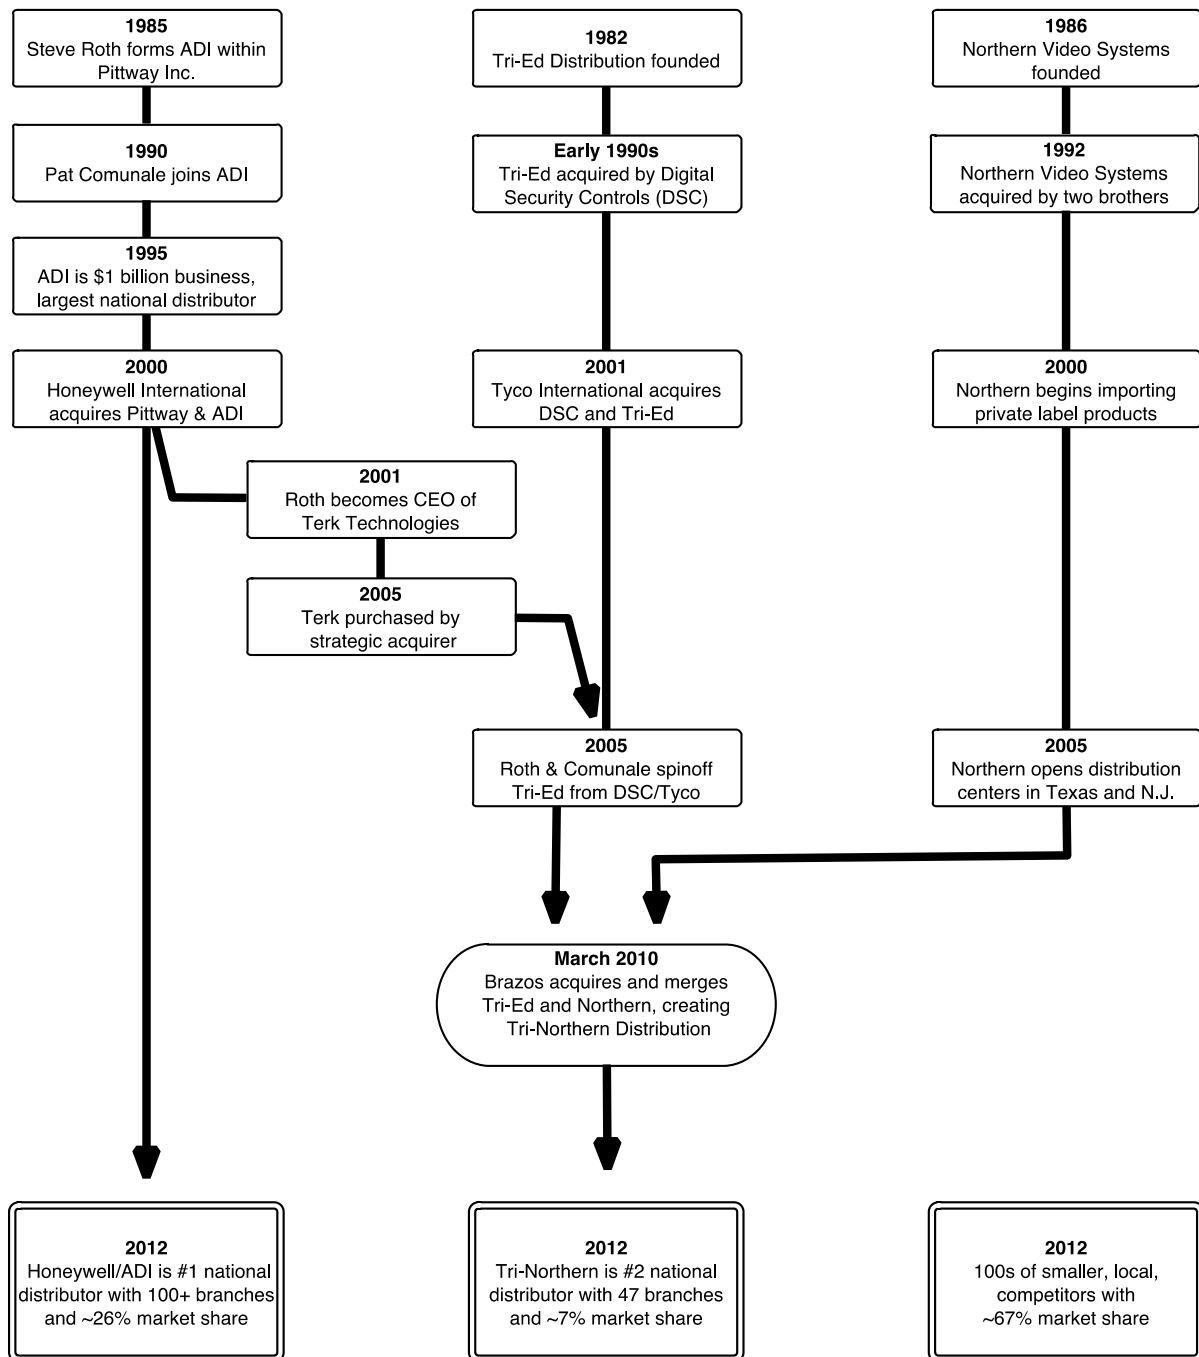 1985
Steve Roth forms ADI within
Pittway Inc.
1982
Tri-Ed Distribution founded
1986
Northern Video Systems
founded
1990
Pat Comunale joins ADI
Early 1990s
Tri-Ed acquired by Digital
Security Controls (DSC)
1992
Northern Video Systems
acquired by two brothers
1995
ADI is $1 billion business,
largest national distributor
2000
Honeywell International
acquires Pittway & ADI
2001
Tyco International acquires
DSC and Tri-Ed
2000
Northern begins importing
private label products
2001
Roth becomes CEO of
Terk Technologies
2005
Terk purchased by
strategic acquirer
2005
Roth & Comunale spinoff
Tri-Ed from DSC/Tyco
2005
Northern opens distribution
centers in Texas and N.J.
March 2010
Brazos acquires and merges
Tri-Ed and Northern, creating
Tri-Northern Distribution
2012
Honeywell/ADI is #1 national
distributor with 100+ branches
and ~26% market share
2012
Tri-Northern is #2 national
distributor with 47 branches
and ~7% market share
2012
100s of smaller, local,
competitors with
~67% market share